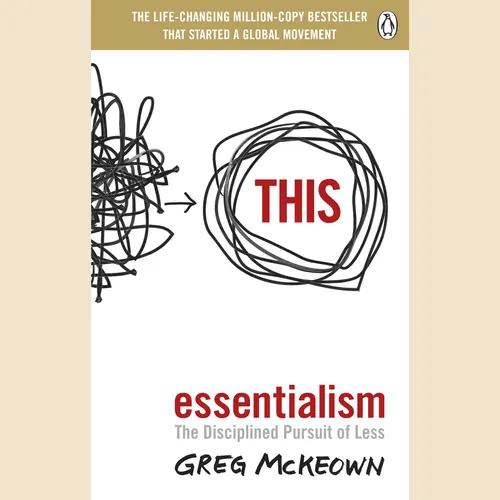 THE LIFE-CHANGING MILLION-COPY BESTSELLER
THAT STARTED A GLOBAL MOVEMENT
THIS
essentialism
The Disciplined Pursuit of Less
GREG MCKEOWN